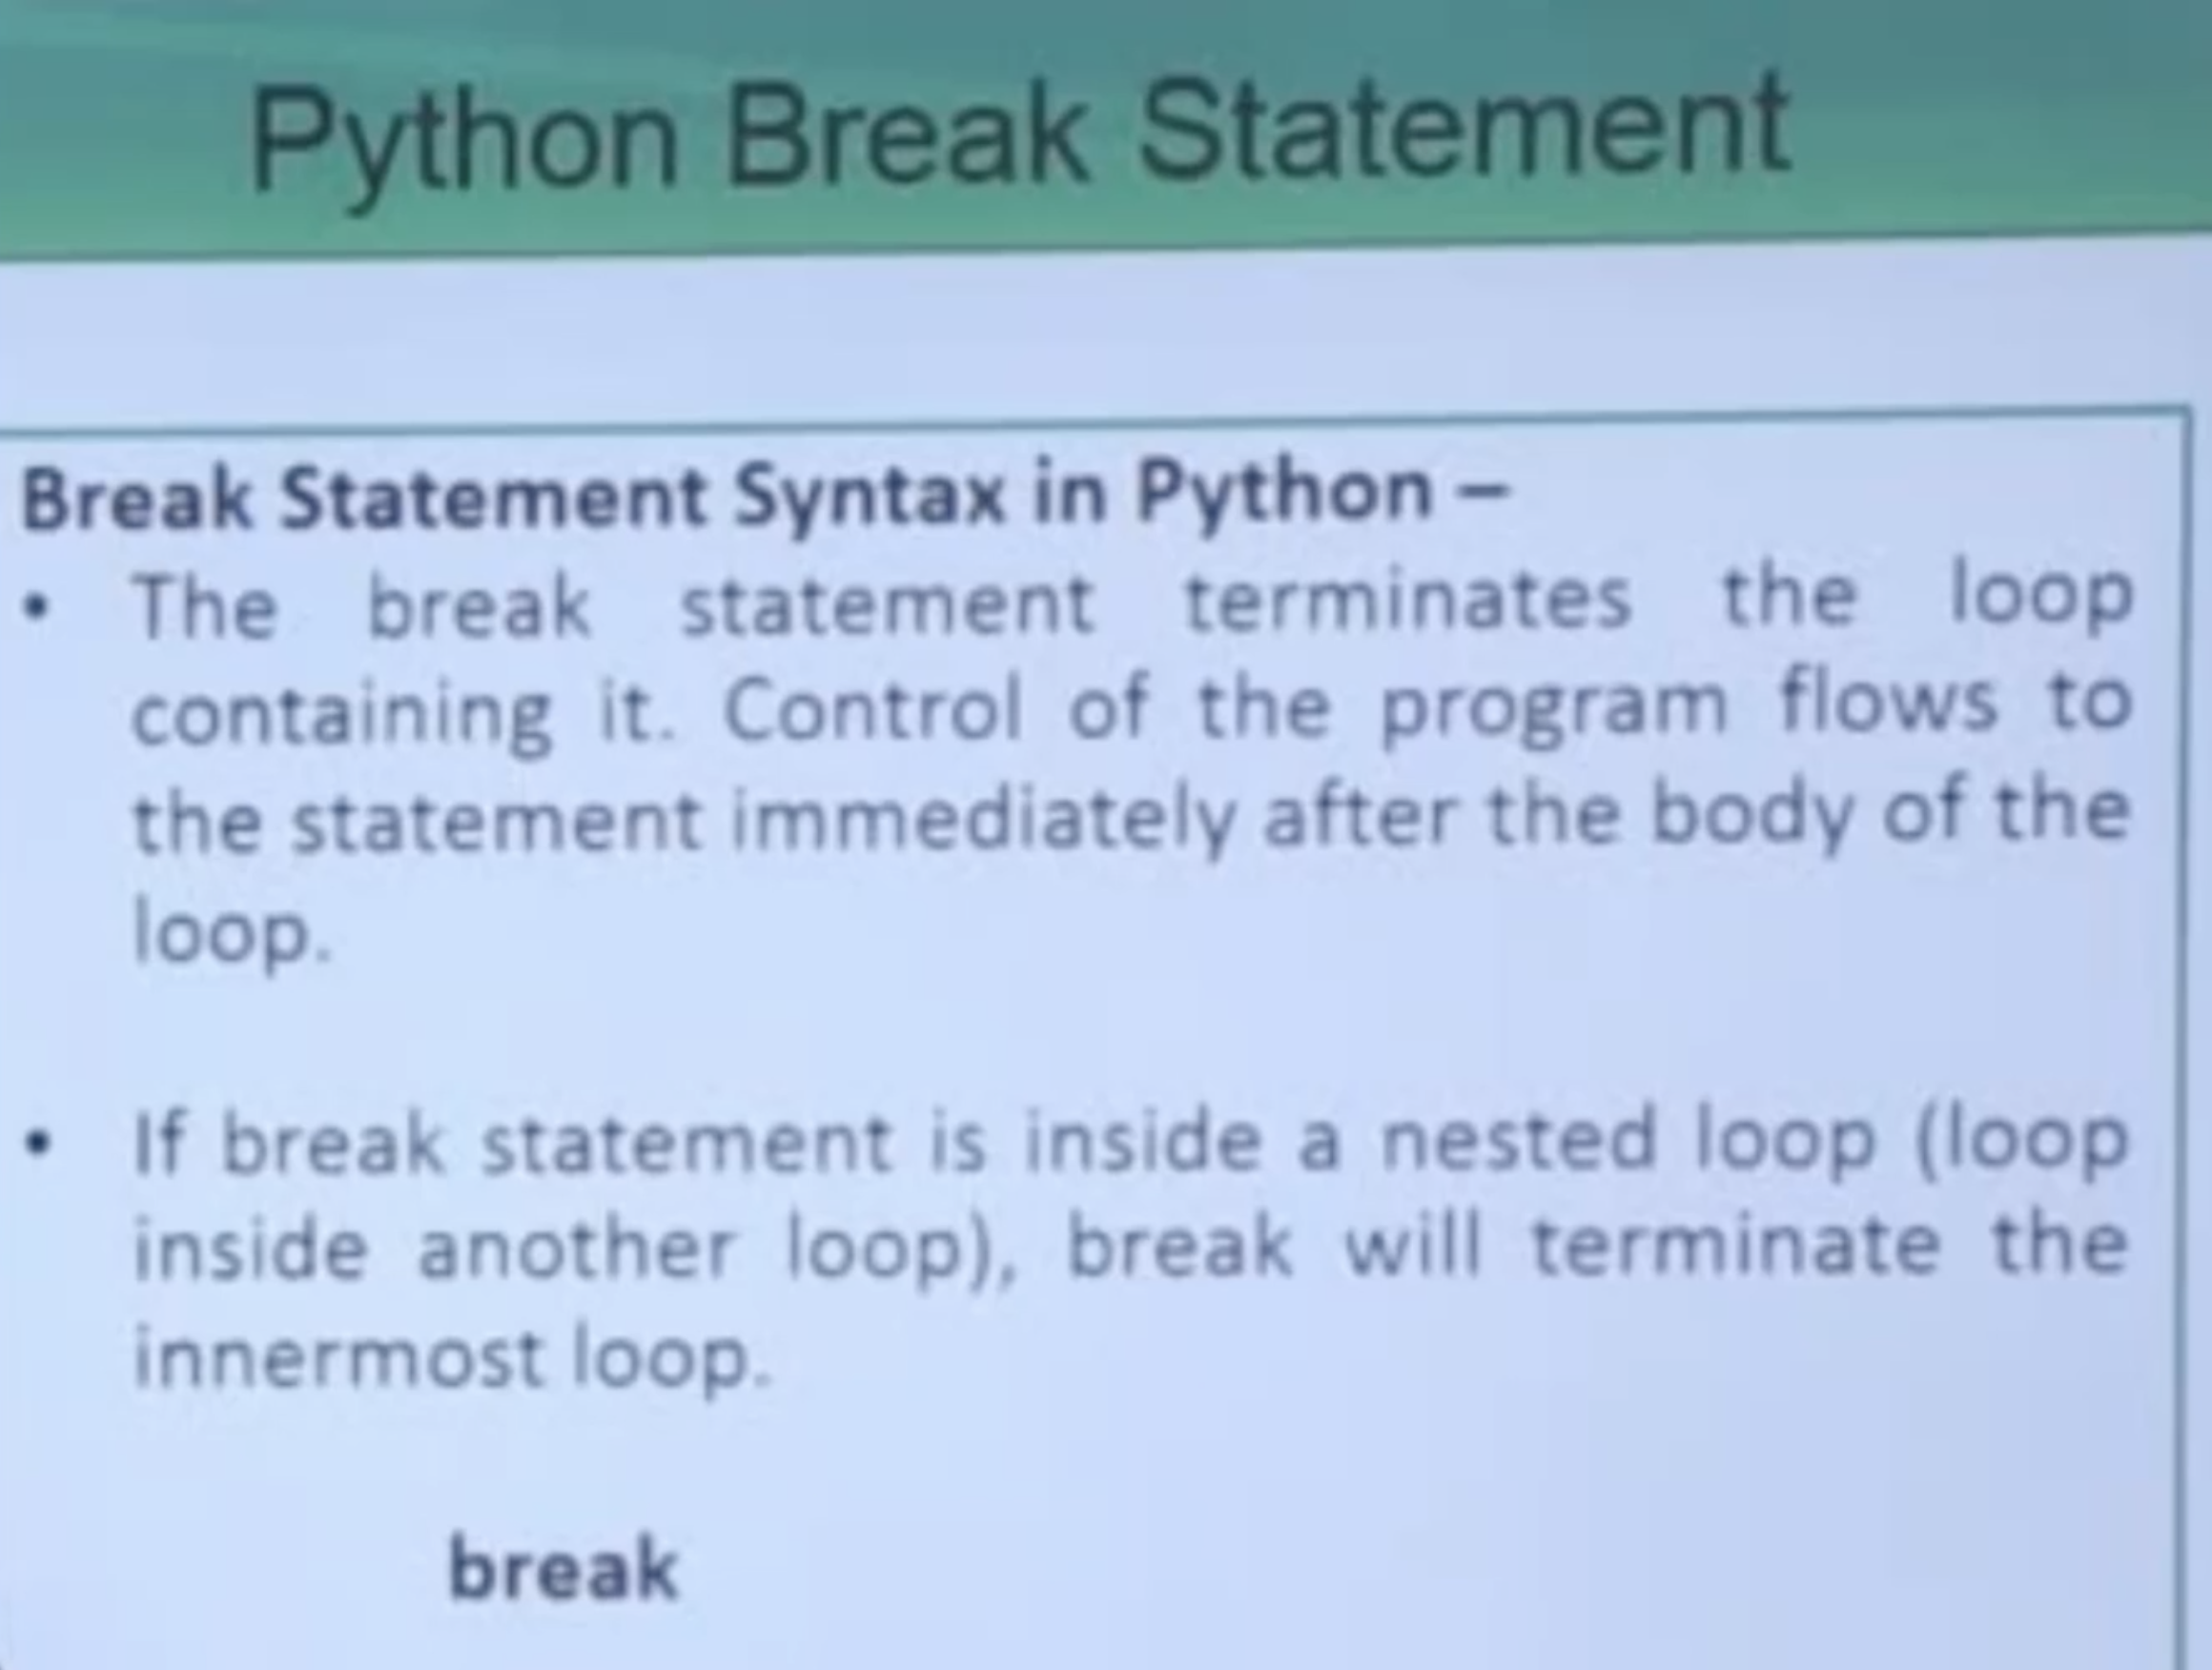 Python Break Statement
Break Statement Syntax in Python –
• The break statement terminates the loop
containing it. Control of the program flows to
the statement immediately after the body of the
loop.
• If break statement is inside a nested loop (loop
inside another loop), break will terminate the
innermost loop.
break